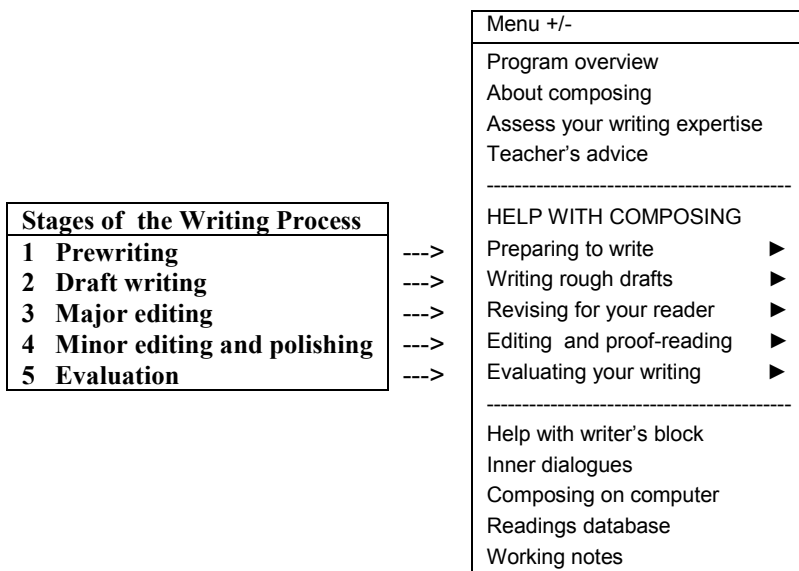 Menu +/-
Program overview
About composing
Assess your writing expertise
Teacher's advice
-------------------------------------------
Stages of the Writing Process
1 Prewriting
2 Draft writing
3 Major editing
4 Minor editing and polishing
5 Evaluation
--->
--->
--->
--->
--->
HELP WITH COMPOSING
Preparing to write ►
Writing rough drafts ►
Revising for your reader ►
Editing and proof-reading ►
Evaluating your writing ►
-------------------------------------------
Help with writer's block
Inner dialogues
Composing on computer
Readings database
Working notes